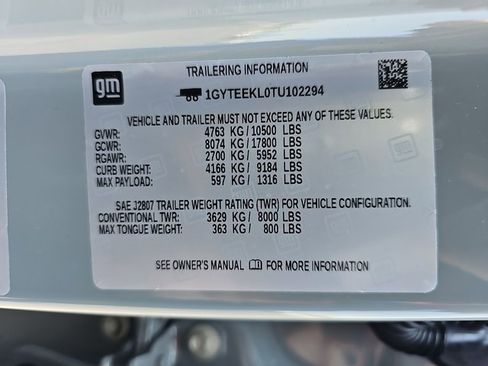 gm
TRAILERING INFORMATION
1GYTEEKL0TU102294
VEHICLE AND TRAILER MUST NOT EXCEED ANY OF THESE VALUES.
GVWR: 4763 KG/10500 LBS
GCWR: 8074 KG/17800 LBS
RGAWR: 2700 KG/ 5952 LBS
CURB WEIGHT: 4166 KG/ 9184 LBS
MAX PAYLOAD: 597 KG/ 1316 LBS
SAE J2807 TRAILER WEIGHT RATING (TWR) FOR VEHICLE CONFIGURATION.
CONVENTIONAL TWR: 3629 KG/ 8000 LBS
MAX TONGUE WEIGHT: 363 KG/ 800 LBS
SEE OWNER'S MANUAL FOR MORE INFORMATION